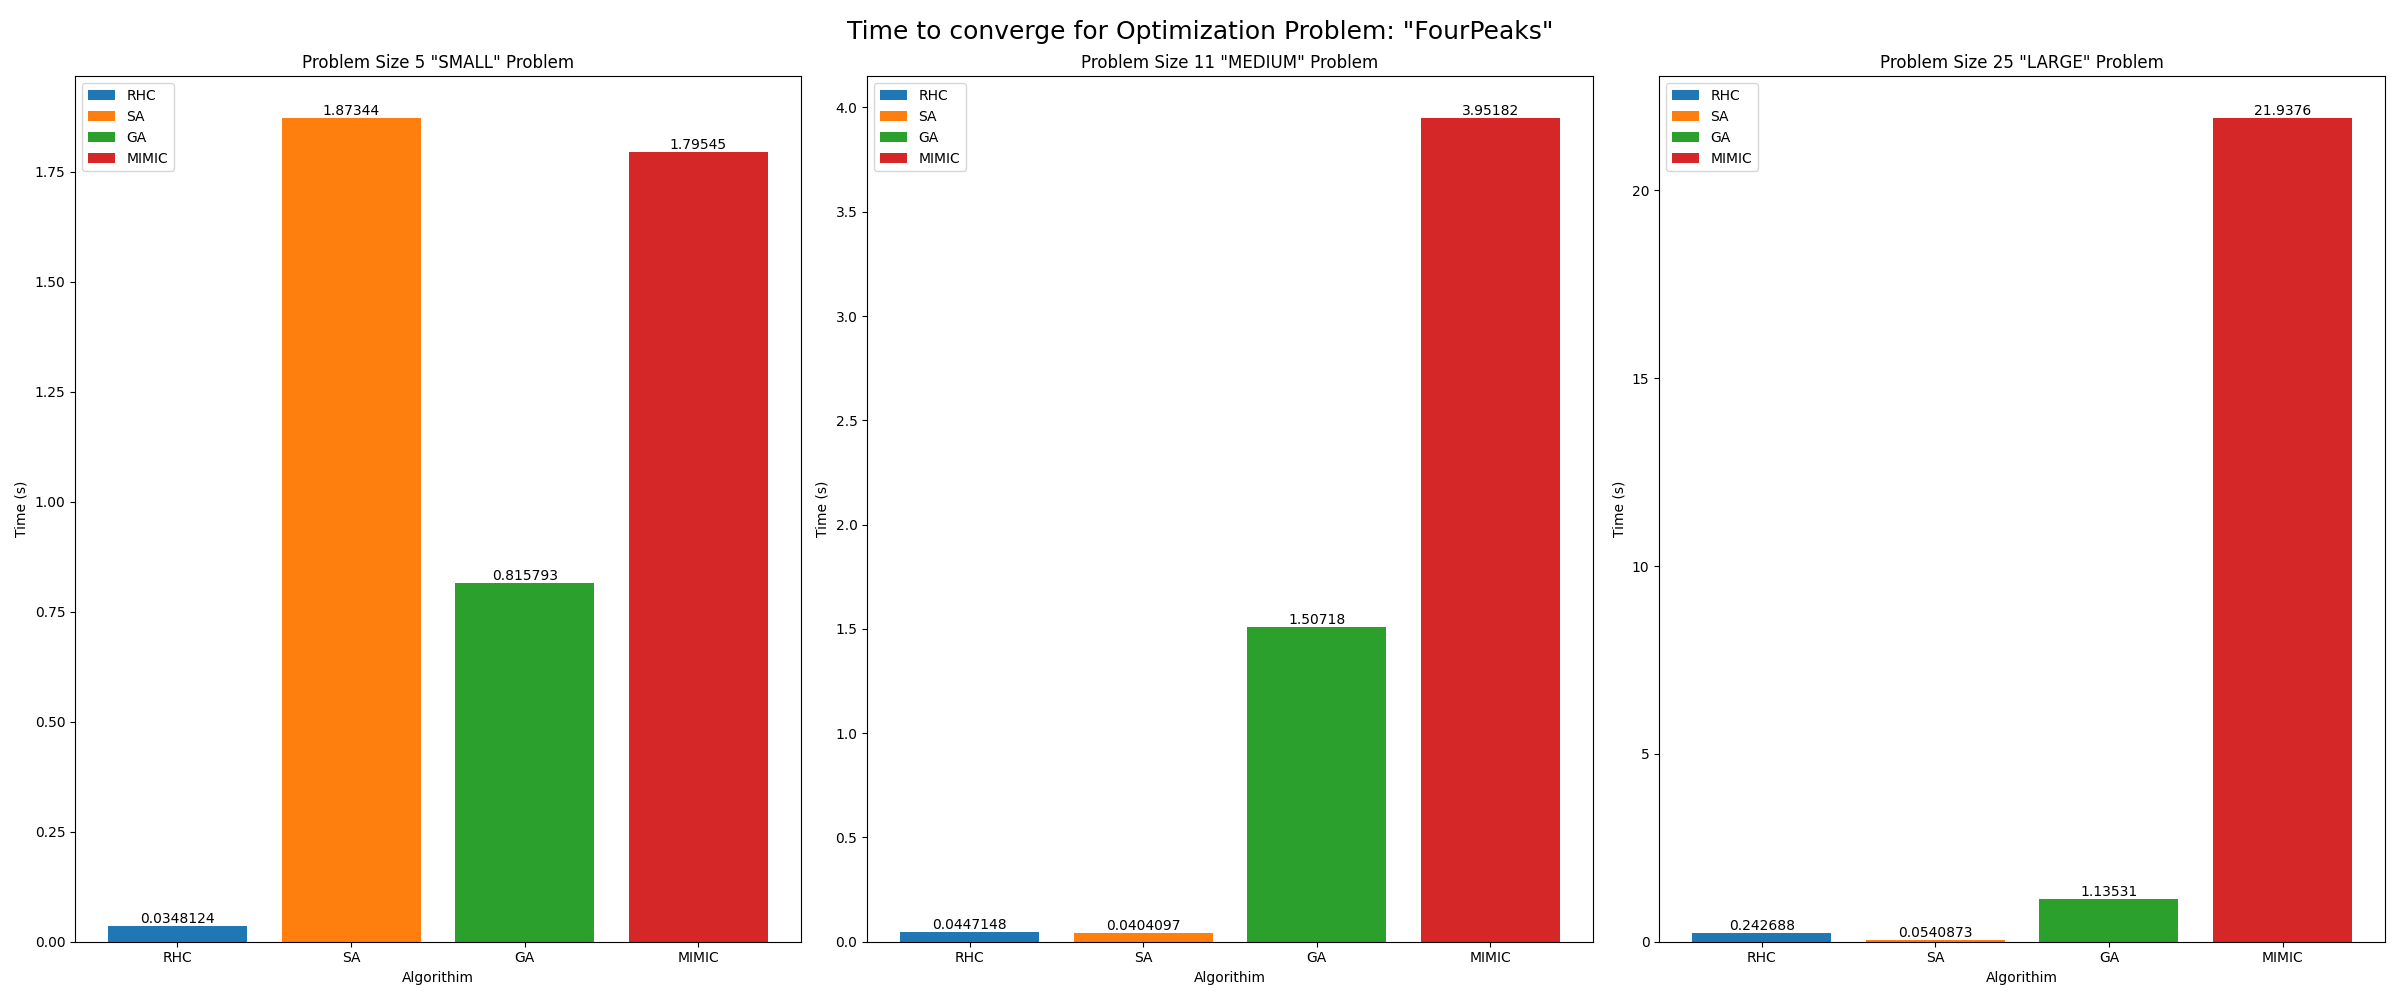 Time to converge for Optimization Problem: "FourPeaks"
Problem Size 5 "SMALL" Problem
RHC
SA
GA
MIMIC
1.87344
1.79545
0.815793
0.0348124
1.75
1.50
1.25
1.00
0.75
0.50
0.25
0.00
Time (s)
RHC SA GA MIMIC
Algorithim
Problem Size 11 "MEDIUM" Problem
RHC
SA
GA
MIMIC
3.95182
1.50718
0.0447148
0.0404097
4.0
3.5
3.0
2.5
2.0
1.5
1.0
0.5
0.0
Time (s)
RHC SA GA MIMIC
Algorithim
Problem Size 25 "LARGE" Problem
RHC
SA
GA
MIMIC
21.9376
1.13531
0.242688
0.0540873
20
15
10
5
0
Time (s)
RHC SA GA MIMIC
Algorithim